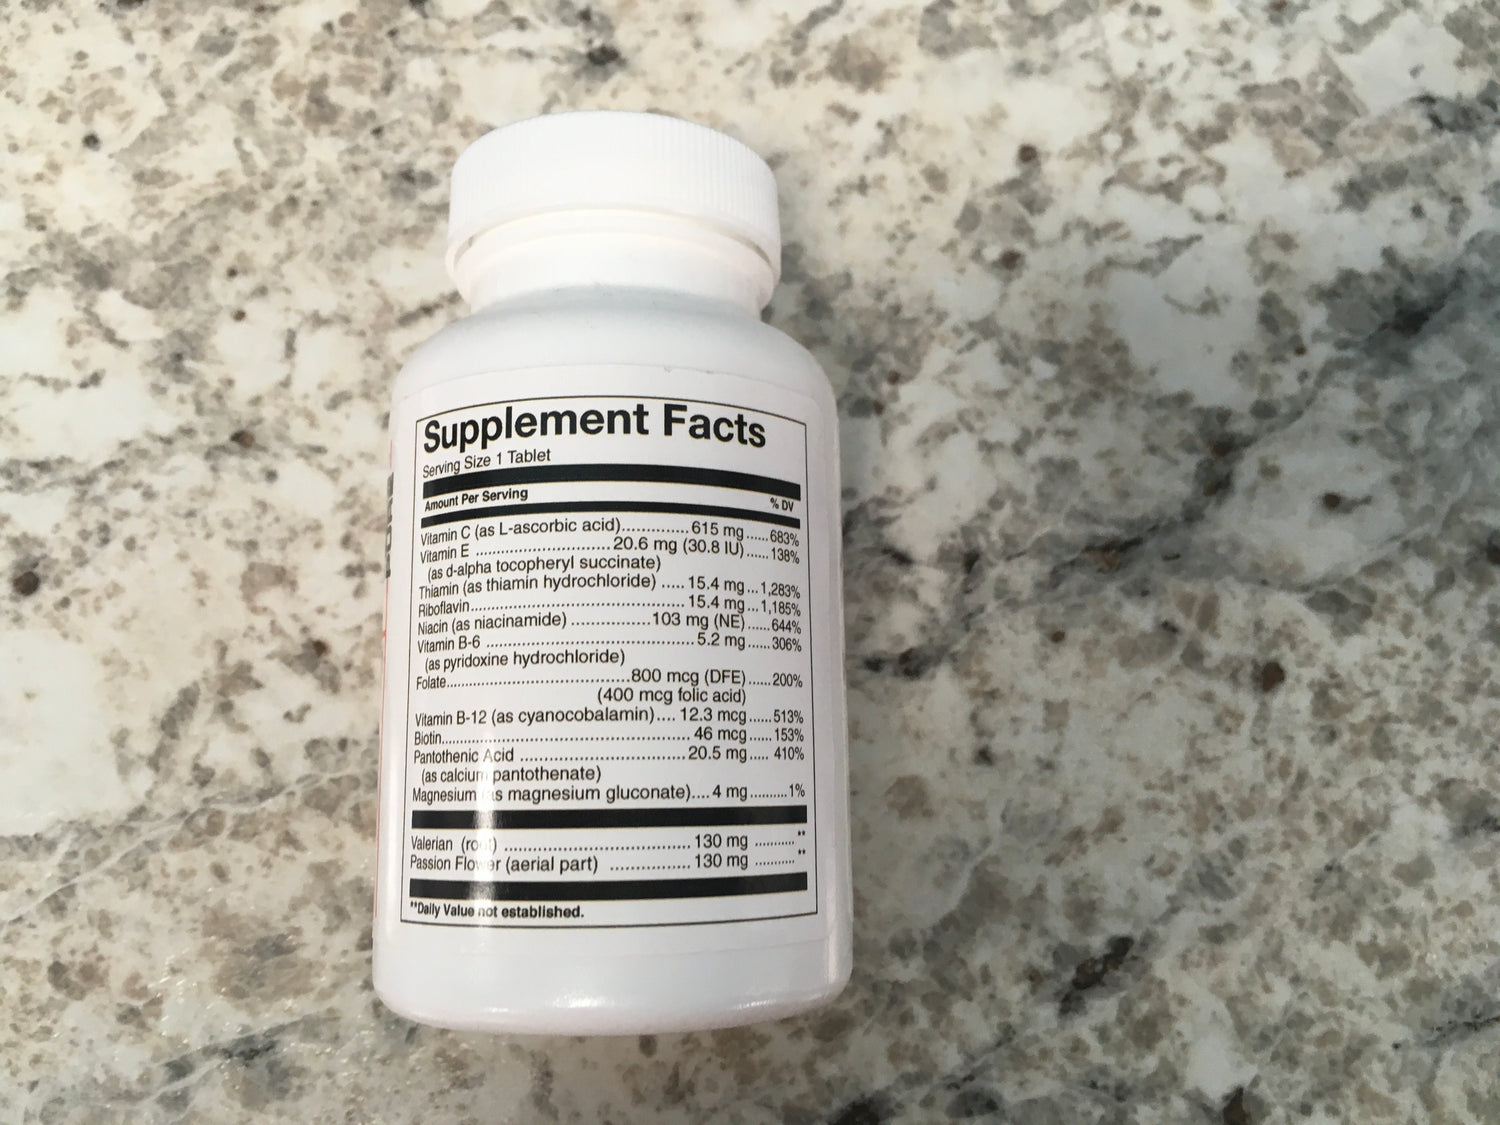 Supplement Facts
Serving Size 1 Tablet
Amount Per Serving % DV
Vitamin C (as L-ascorbic acid)..............615 mg......683%
Vitamin E .............................20.6 mg (30.8 IU)......138%
(as d-alpha tocopheryl succinate)
Thiamin (as thiamin hydrochloride) .....15.4 mg...1,283%
Riboflavin............................................. 15.4 mg...1,185%
Niacin (as niacinamide) .................103 mg (NE)......644%
Vitamin B-6 .............................................5.2 mg......306%
(as pyridoxine hydrochloride)
Folate.......................................800 mcg (DFE)......200%
(400 mcg folic acid)
Vitamin B-12 (as cyanocobalamin).... 12.3 mcg......513%
Biotin..................................................... 46 mcg......153%
Pantothenic Acid ...................................20.5 mg..... 410%
(as calcium pantothenate)
Magnesium (as magnesium gluconate)....4 mg..........1%
Valerian (root) ....................................... 130 mg ...........**
Passion Flower (aerial part) ................. 130 mg ...........**
**Daily Value not established.